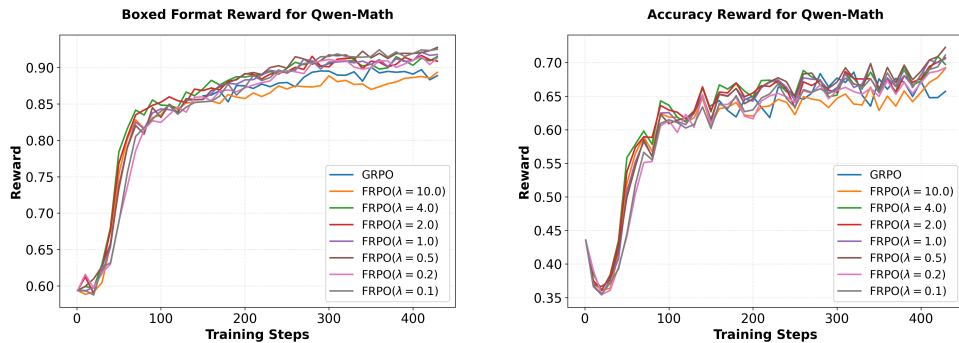 Boxed Format Reward for Qwen-Math
Reward
0.90
0.85
0.80
0.75
0.70
0.65
0.60
0
100
200
300
400
Training Steps
GRPO
FRPO(λ = 10.0)
FRPO(λ = 4.0)
FRPO(λ = 2.0)
FRPO(λ = 1.0)
FRPO(λ = 0.5)
FRPO(λ = 0.2)
FRPO(λ = 0.1)
Accuracy Reward for Qwen-Math
Reward
0.70
0.65
0.60
0.55
0.50
0.45
0.40
0.35
0
100
200
300
400
Training Steps
GRPO
FRPO(λ = 10.0)
FRPO(λ = 4.0)
FRPO(λ = 2.0)
FRPO(λ = 1.0)
FRPO(λ = 0.5)
FRPO(λ = 0.2)
FRPO(λ = 0.1)